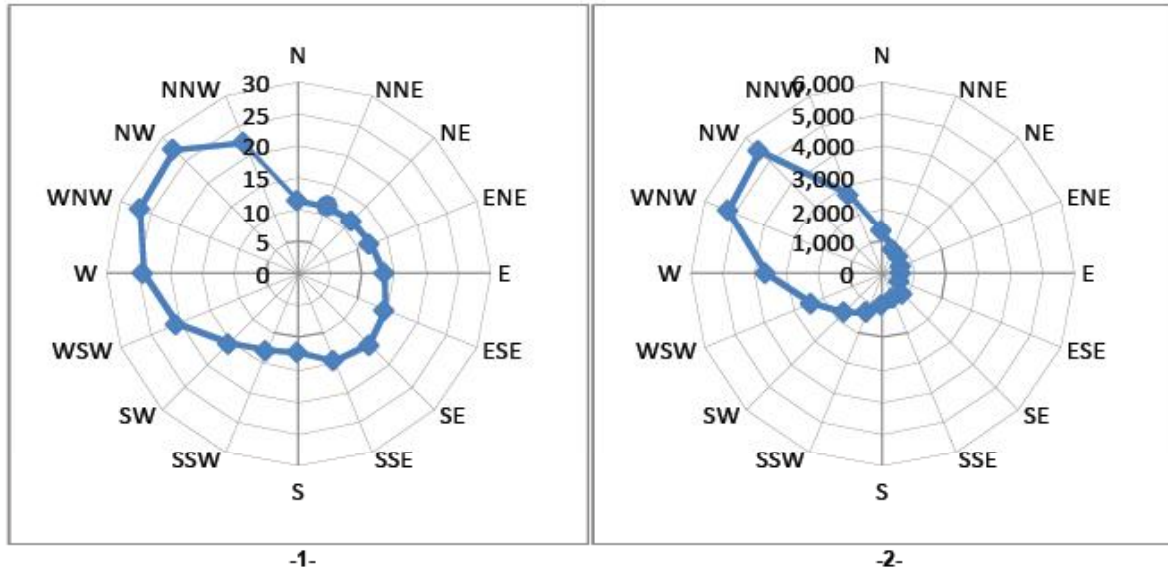 N
NNW
30
NNE
25
NW
NE
20
WNW
15
ENE
10
5
W
0
E
WSW
ESE
SW
SE
SSW
SSE
S
-1-
N
NNW
6,000
NNE
5,000
NW
4,000
NE
WNW
3,000
ENE
2,000
1,000
W
0
E
WSW
ESE
SW
SE
SSW
SSE
S
-2-